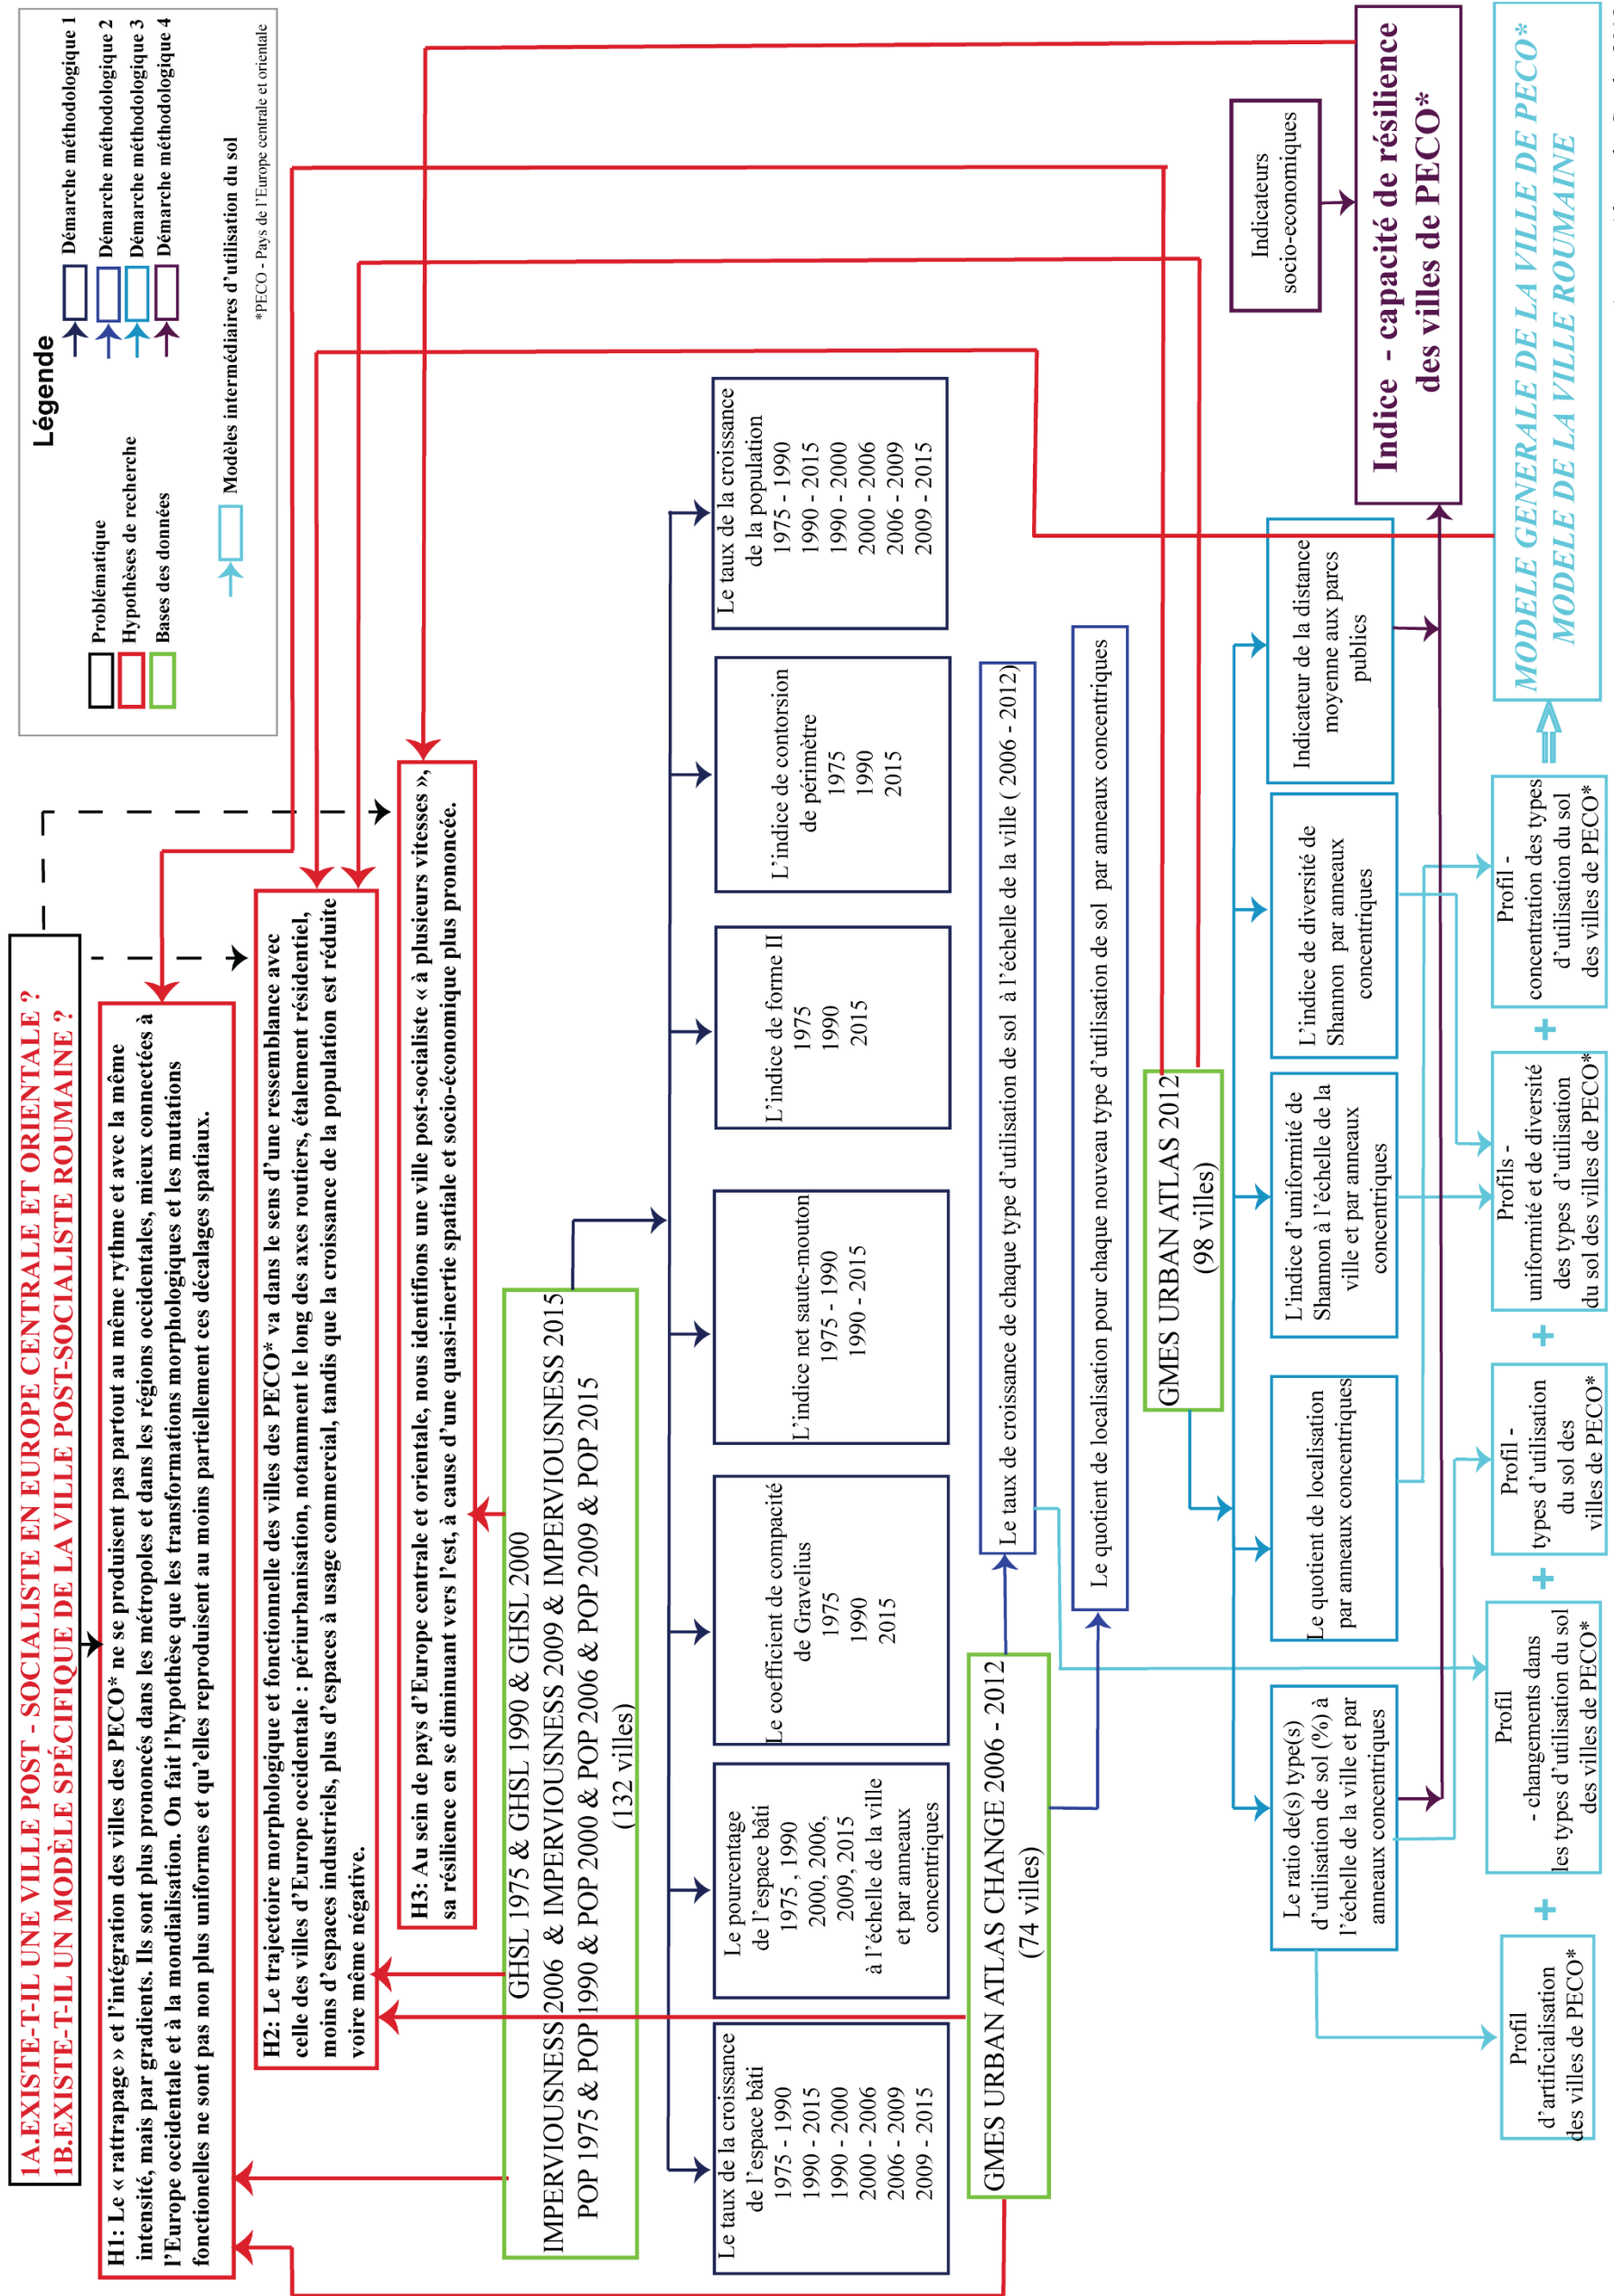 Légende
Problématique
Hypothèses de recherche
Bases des données
Démarche méthodologique 1
Démarche méthodologique 2
Démarche méthodologique 3
Démarche méthodologique 4
Modèles intermédiaires d'utilisation du sol
*PECO - Pays de l'Europe centrale et orientale
1A.EXISTE-T-IL UNE VILLE POST - SOCIALISTE EN EUROPE CENTRALE ET ORIENTALE ?
1B.EXISTE-T-IL UN MODÈLE SPÉCIFIQUE DE LA VILLE POST-SOCIALISTE ROUMAINE ?
H1: Le « rattrapage » et l'intégration des villes des PECO* ne se produisent pas partout au même rythme et avec la même
intensité, mais par gradients. Ils sont plus prononcés dans les métropoles et dans les régions occidentales, mieux connectées à
l'Europe occidentale et à la mondialisation. On fait l'hypothèse que les transformations morphologiques et les mutations
fonctionelles ne sont pas non plus uniformes et qu'elles reproduisent au moins partiellement ces décalages spatiaux.
H2: Le trajectoire morphologique et fonctionnelle des villes des PECO* va dans le sens d'une ressemblance avec
celle des villes d'Europe occidentale : périurbanisation, notamment le long des axes routiers, étalement résidentiel,
moins d'espaces industriels, plus d'espaces à usage commercial, tandis que la croissance de la population est réduite
voire même négative.
H3: Au sein de pays d'Europe centrale et orientale, nous identifions une ville post-socialiste « à plusieurs vitesses »,
sa résilience en se diminuant vers l'est, à cause d'une quasi-inertie spatiale et socio-économique plus prononcée.
GHSL 1975 & GHSL 1990 & GHSL 2000
IMPERVIOUSNESS 2006 & IMPERVIOUSNESS 2009 & IMPERVIOUSNESS 2015
POP 1975 & POP 1990 & POP 1990 & POP 2000 & POP 2006 & POP 2009 & POP 2015
(132 villes)
Le taux de la croissance
de l'espace bâti
1975 - 1990
1990 - 2015
1990 - 2000
2000 - 2006
2006 - 2009
2009 - 2015
Le pourcentage
de l'espace bâti
1975 , 1990
2000, 2006,
2009, 2015
à l'échelle de la ville
et par anneaux
concentriques
Le coefficient de compacité
de Gravelius
1975
1990
2015
L'indice net saute-mouton
1975 - 1990
1990 - 2015
L'indice de forme II
1975
1990
2015
L'indice de contorsion
de périmètre
1975
1990
2015
Le taux de la croissance
de la population
1975 - 1990
1990 - 2015
1990 - 2000
2000 - 2006
2006 - 2009
2009 - 2015
GMES URBAN ATLAS CHANGE 2006 - 2012
(74 villes)
Le taux de croissance de chaque type d'utilisation de sol à l'échelle de la ville ( 2006 - 2012)
Le quotient de localisation pour chaque nouveau type d'utilisation de sol par anneaux concentriques
GMES URBAN ATLAS 2012
(98 villes)
Indicateurs
socio-economiques
Le ratio de(s) type(s)
d'utilisation de sol (%) à
l'échelle de la ville et par
anneaux concentriques
Le quotient de localisation
par anneaux concentriques
L'indice d'uniformité de
Shannon à l'échelle de la
ville et par anneaux
concentriques
L'indice de diversité de
Shannon par anneaux
concentriques
Indicateur de la distance
moyenne aux parcs
publics
Indice - capacité de résilience
des villes de PECO*
Profil
d'artificialisation
des villes de PECO*
+
Profil
- changements dans
les types d'utilisation du sol
des villes de PECO*
+
Profil -
types d'utilisation
du sol des
villes de PECO*
+
Profils -
uniformité et de diversité
des types d'utilisation
du sol des villes de PECO*
+
Profil -
concentration des types
d'utilisation du sol
des villes de PECO*
MODELE GENERALE DE LA VILLE DE PECO*
MODELE DE LA VILLE ROUMAINE